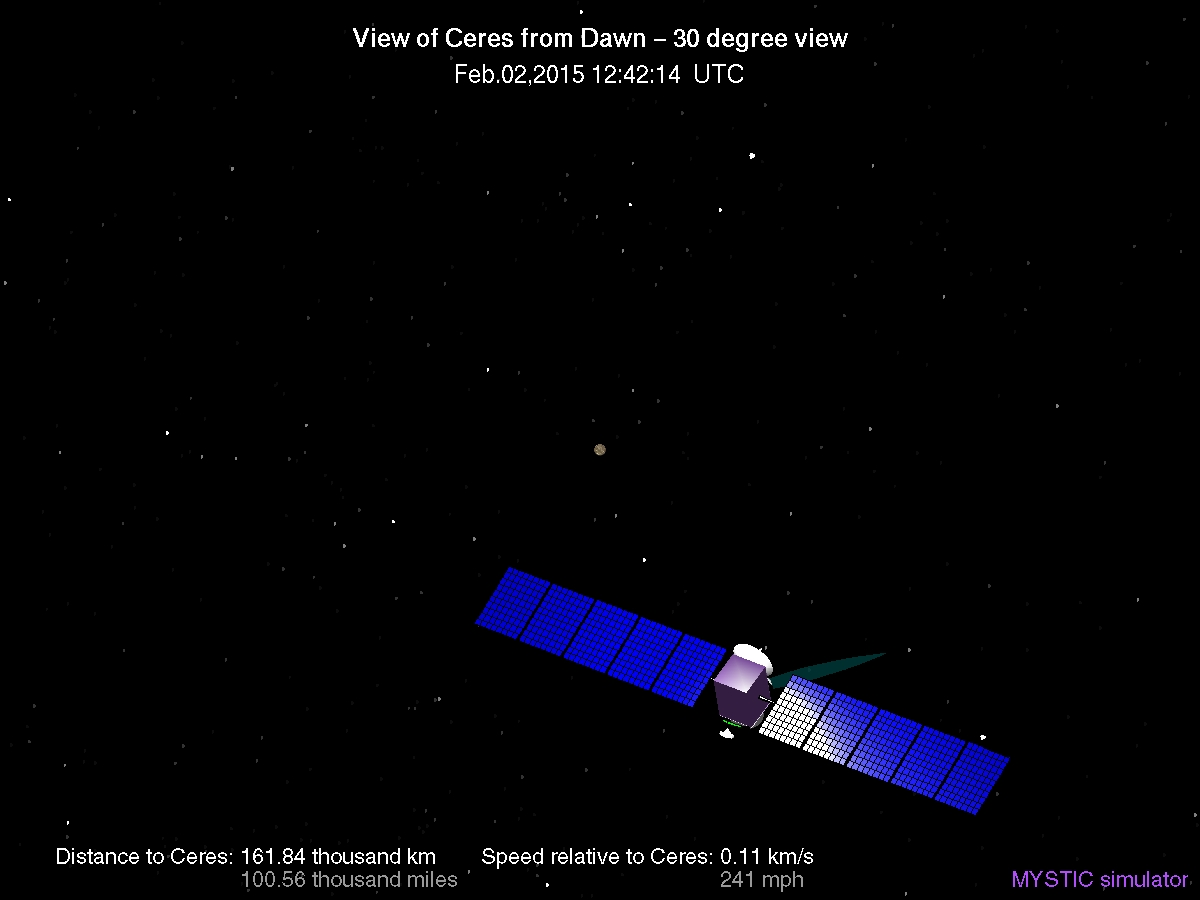 View of Ceres from Dawn – 30 degree view
Feb.02,2015 12:42:14 UTC
Distance to Ceres: 161.84 thousand km Speed relative to Ceres: 0.11 km/s
100.56 thousand miles 241 mph MYSTIC simulator